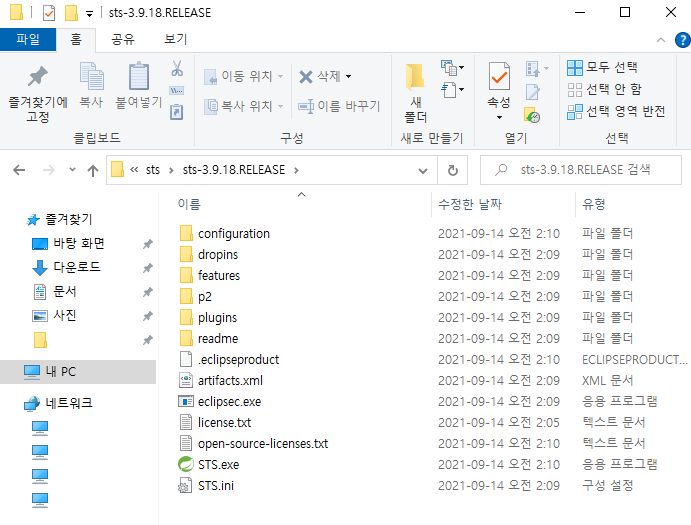 sts-3.9.18.RELEASE
파일 홈 공유 보기
즐겨찾기에 고정
복사
붙여넣기
이동 위치
복사 위치
삭제
이름 바꾸기
새 폴더
속성
모두 선택
선택 안 함
선택 영역 반전
클립보드 구성 새로 만들기 열기 선택
« sts › sts-3.9.18.RELEASE ›
sts-3.9.18.RELEASE 검색
즐겨찾기
바탕 화면
다운로드
문서
사진
내 PC
네트워크
이름 수정한 날짜 유형
configuration 2021-09-14 오전 2:10 파일 폴더
dropins 2021-09-14 오전 2:09 파일 폴더
features 2021-09-14 오전 2:09 파일 폴더
p2 2021-09-14 오전 2:09 파일 폴더
plugins 2021-09-14 오전 2:09 파일 폴더
readme 2021-09-14 오전 2:09 파일 폴더
.eclipseproduct 2021-09-14 오전 2:10 ECLIPSEPRODUCT...
artifacts.xml 2021-09-14 오전 2:09 XML 문서
eclipsec.exe 2021-09-14 오전 2:09 응용 프로그램
license.txt 2021-09-14 오전 2:05 텍스트 문서
open-source-licenses.txt 2021-09-14 오전 2:10 텍스트 문서
STS.exe 2021-09-14 오전 2:10 응용 프로그램
STS.ini 2021-09-14 오전 2:09 구성 설정